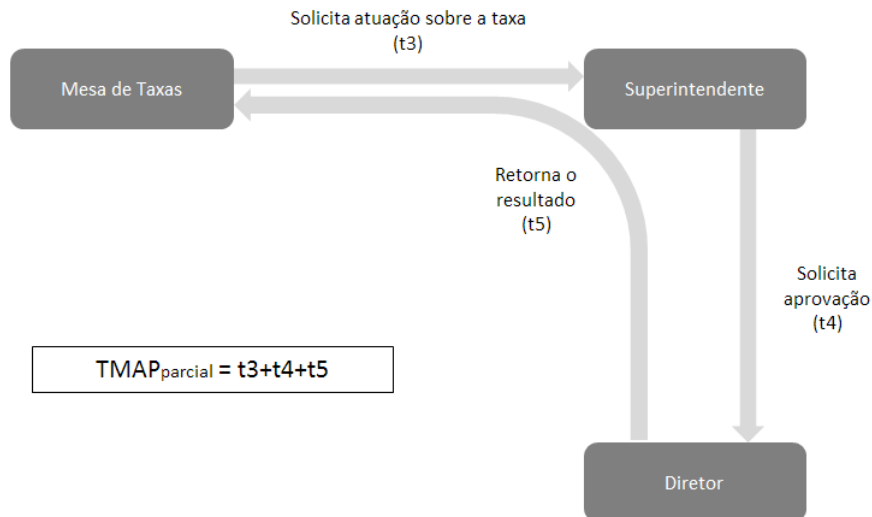 Solicita atuação sobre a taxa
(t3)
Mesa de Taxas
Superintendente
Retorna o
resultado
(t5)
Solicita
aprovação
(t4)
TMAPparcial = t3+t4+t5
Diretor